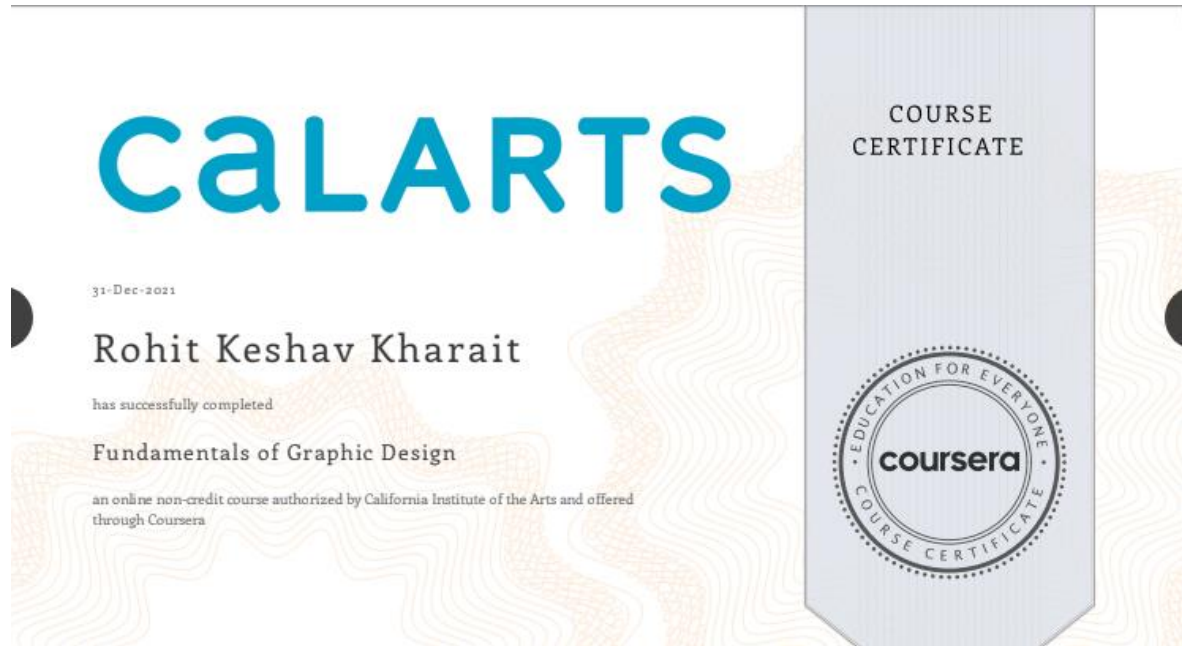 CALARTS
COURSE
CERTIFICATE
31-Dec-2021
Rohit Keshav Kharait
has successfully completed
Fundamentals of Graphic Design
an online non-credit course authorized by California Institute of the Arts and offered
through Coursera
EDUCATION FOR EVERYONE
coursera
COURSE CERTIFICATE